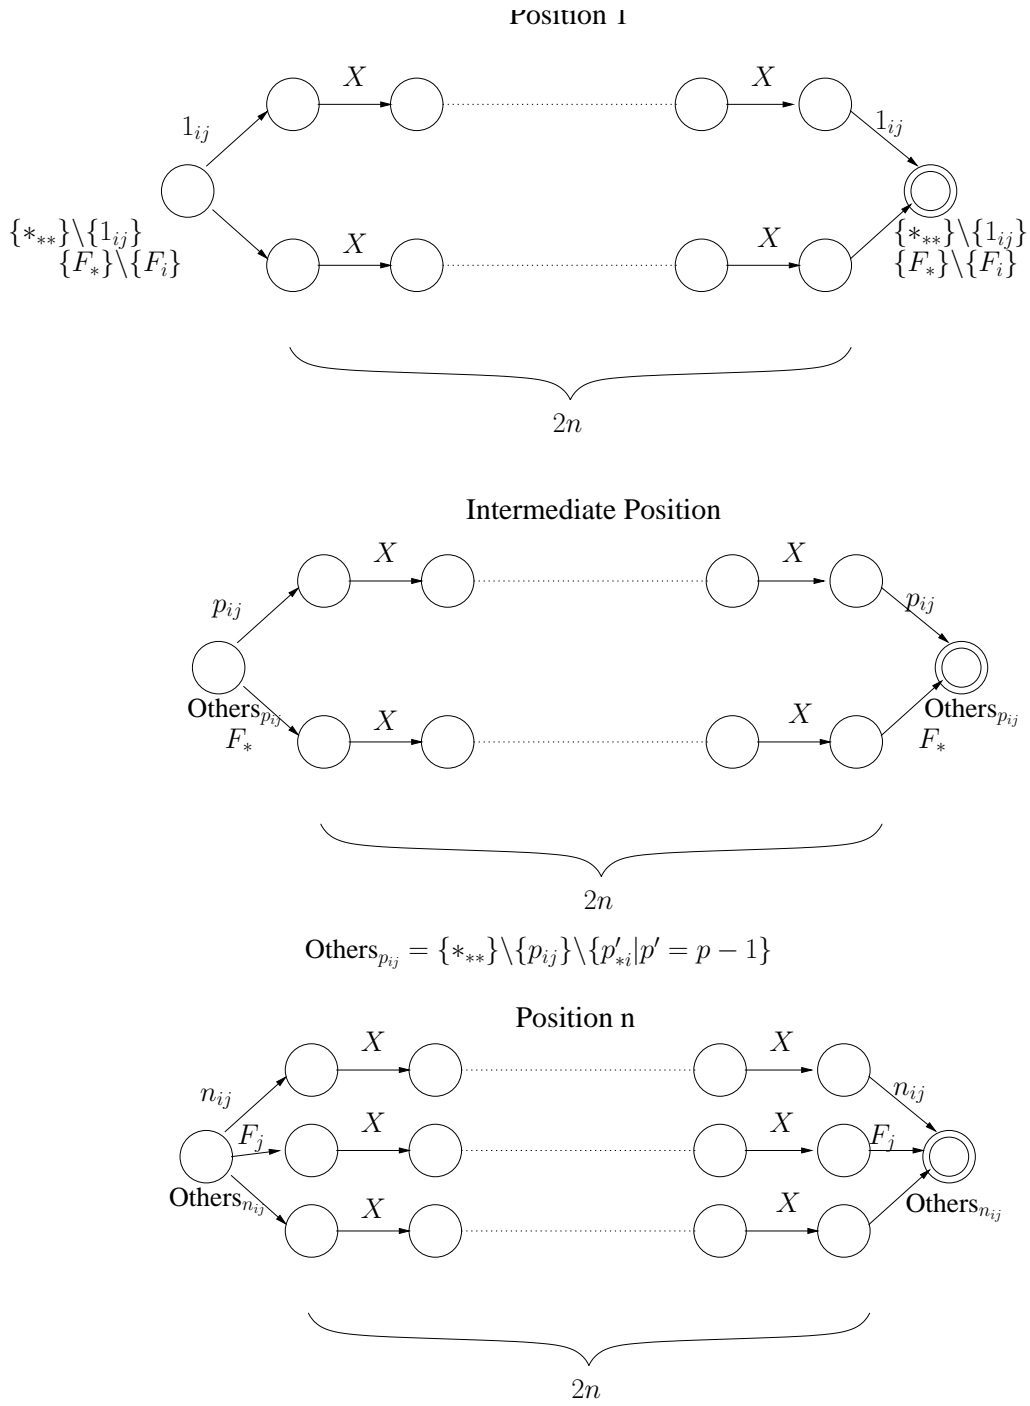 Position 1
X X
1_{ij} 1_{ij}
{*_{**}}\{1_{ij}} {*_{**}}\{1_{ij}}
{F_*}\{F_i} {F_*}\{F_i}
X X
2n
Intermediate Position
X X
p_{ij} p_{ij}
Others_{p_{ij}} Others_{p_{ij}}
F_* F_*
X X
2n
Others_{p_{ij}} = {*_{**}}\{p_{ij}}\{p'_{*i}|p' = p − 1}
Position n
X X
n_{ij} n_{ij}
F_j X X F_j
Others_{n_{ij}} Others_{n_{ij}}
X X
2n